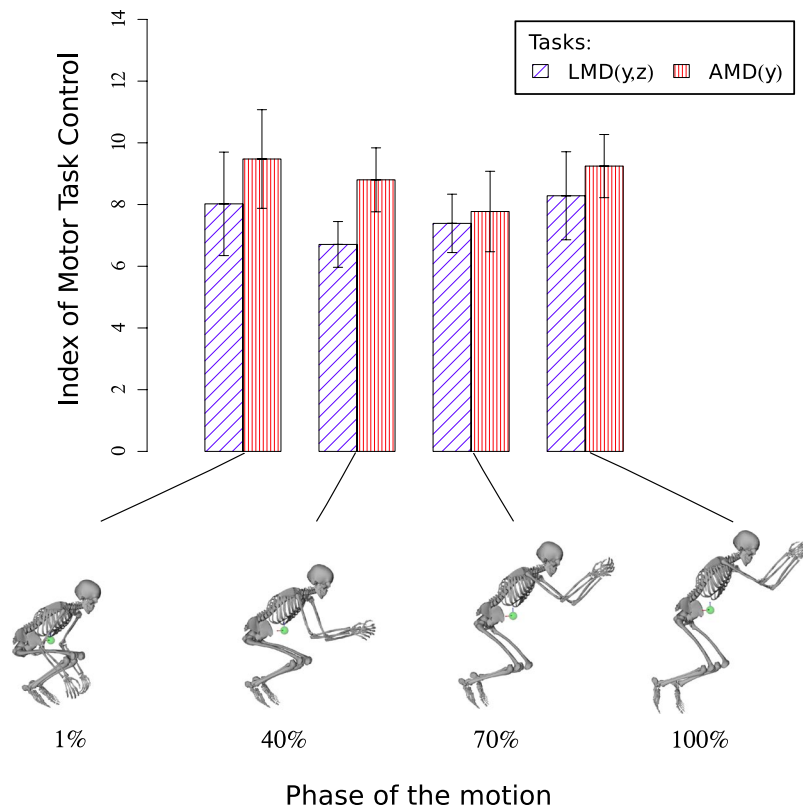 Tasks:
LMD(y,z) AMD(y)
Index of Motor Task Control
14
12
10
8
6
4
2
0
1% 40% 70% 100%
Phase of the motion